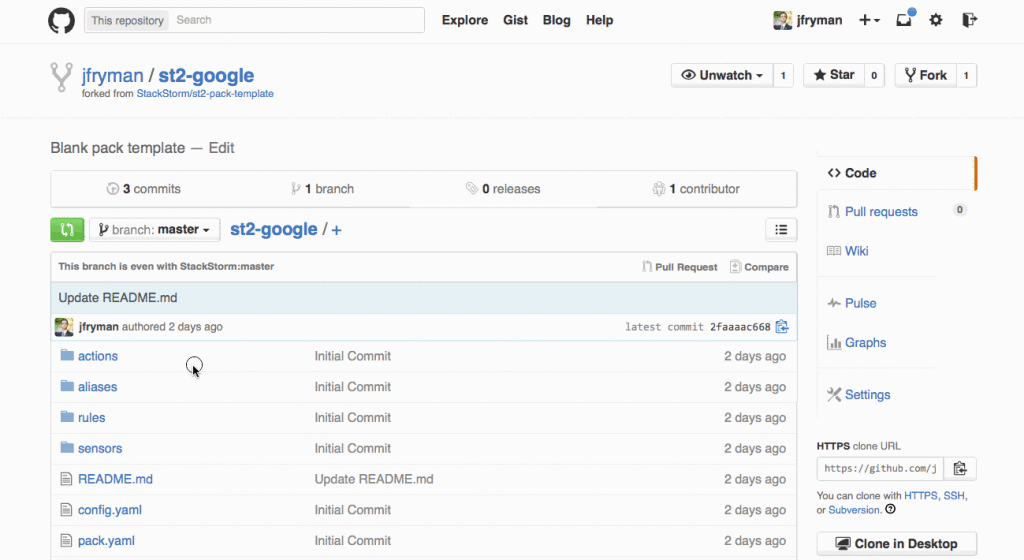 This repository Search Explore Gist Blog Help jfryman
jfryman / st2-google Unwatch 1 Star 0 Fork 1
forked from StackStorm/st2-pack-template
Blank pack template — Edit
3 commits 1 branch 0 releases 1 contributor
branch: master st2-google / +
This branch is even with StackStorm:master Pull Request Compare
Update README.md
jfryman authored 2 days ago latest commit 2faaaac668
actions Initial Commit 2 days ago
aliases Initial Commit 2 days ago
rules Initial Commit 2 days ago
sensors Initial Commit 2 days ago
README.md Update README.md 2 days ago
config.yaml Initial Commit 2 days ago
pack.yaml Initial Commit 2 days ago
Code
Pull requests 0
Wiki
Pulse
Graphs
Settings
HTTPS clone URL
https://github.com/j
You can clone with HTTPS, SSH,
or Subversion.
Clone in Desktop